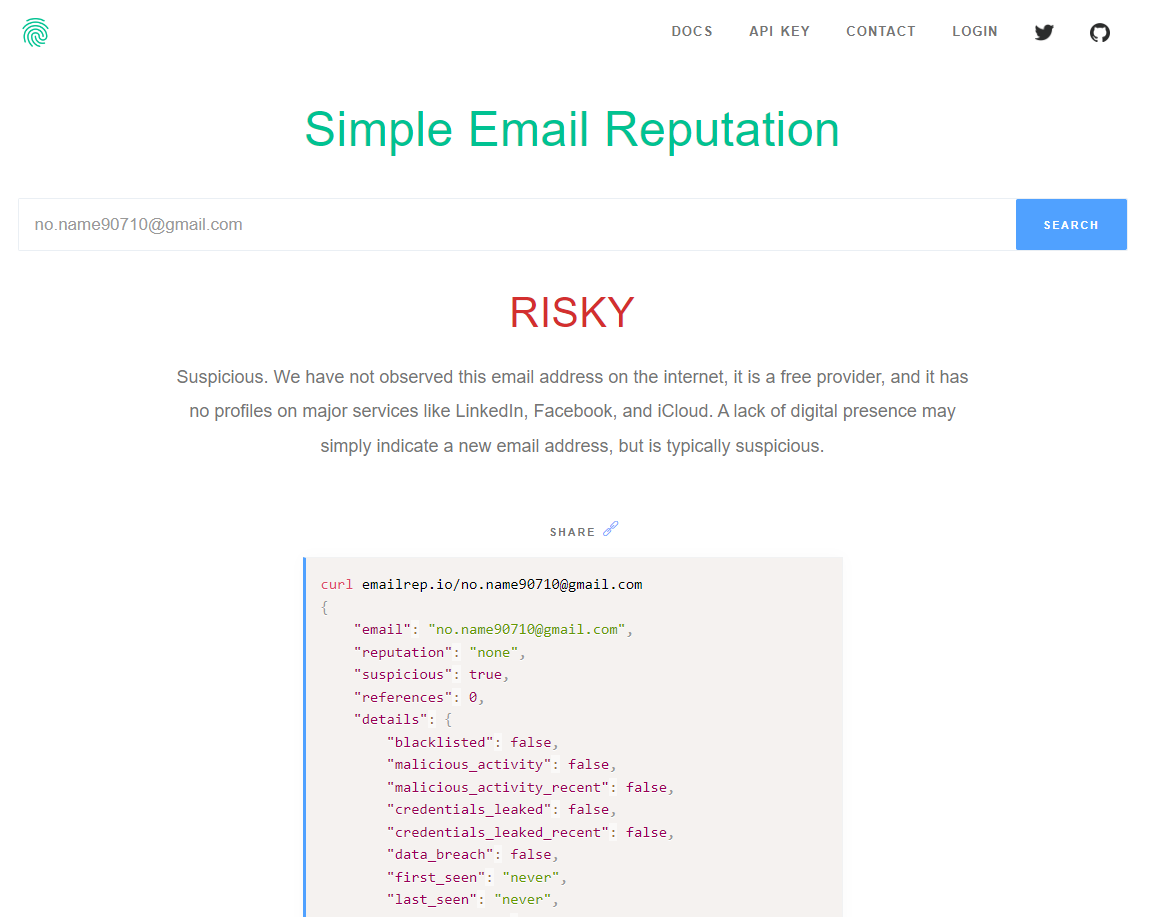 DOCS API KEY CONTACT LOGIN
Simple Email Reputation
no.name90710@gmail.com SEARCH
RISKY
Suspicious. We have not observed this email address on the internet, it is a free provider, and it has
no profiles on major services like LinkedIn, Facebook, and iCloud. A lack of digital presence may
simply indicate a new email address, but is typically suspicious.
SHARE
curl emailrep.io/no.name90710@gmail.com
{
    "email": "no.name90710@gmail.com",
    "reputation": "none",
    "suspicious": true,
    "references": 0,
    "details": {
        "blacklisted": false,
        "malicious_activity": false,
        "malicious_activity_recent": false,
        "credentials_leaked": false,
        "credentials_leaked_recent": false,
        "data_breach": false,
        "first_seen": "never",
        "last_seen": "never",